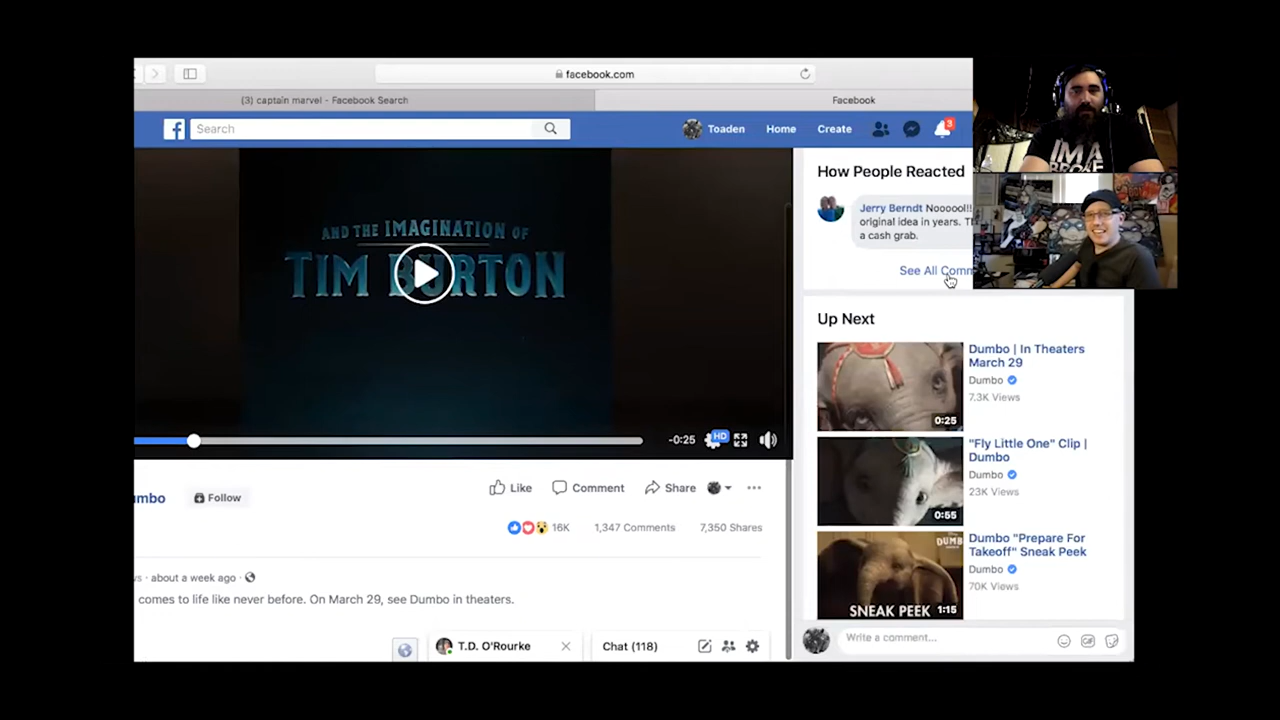 facebook.com
(3) captain marvel - Facebook Search
Facebook
Search
Toaden
Home
Create
3
AND THE IMAGINATION OF
TIM BURTON
-0:25
HD
How People Reacted
Jerry Berndt Noooool!!
original idea in years.
a cash grab.
See All
I'M A
Up Next
Dumbo | In Theaters
March 29
Dumbo
7.3K Views
0:25
"Fly Little One" Clip |
Dumbo
Dumbo
23K Views
0:55
Dumbo "Prepare For
Takeoff" Sneak Peek
Dumbo
70K Views
SNEAK PEEK 1:15
Follow
Like
Comment
Share
16K
1,347 Comments
7,350 Shares
about a week ago
comes to life like never before. On March 29, see Dumbo in theaters.
T.D. O'Rourke
Chat (118)
Write a comment...
GIF